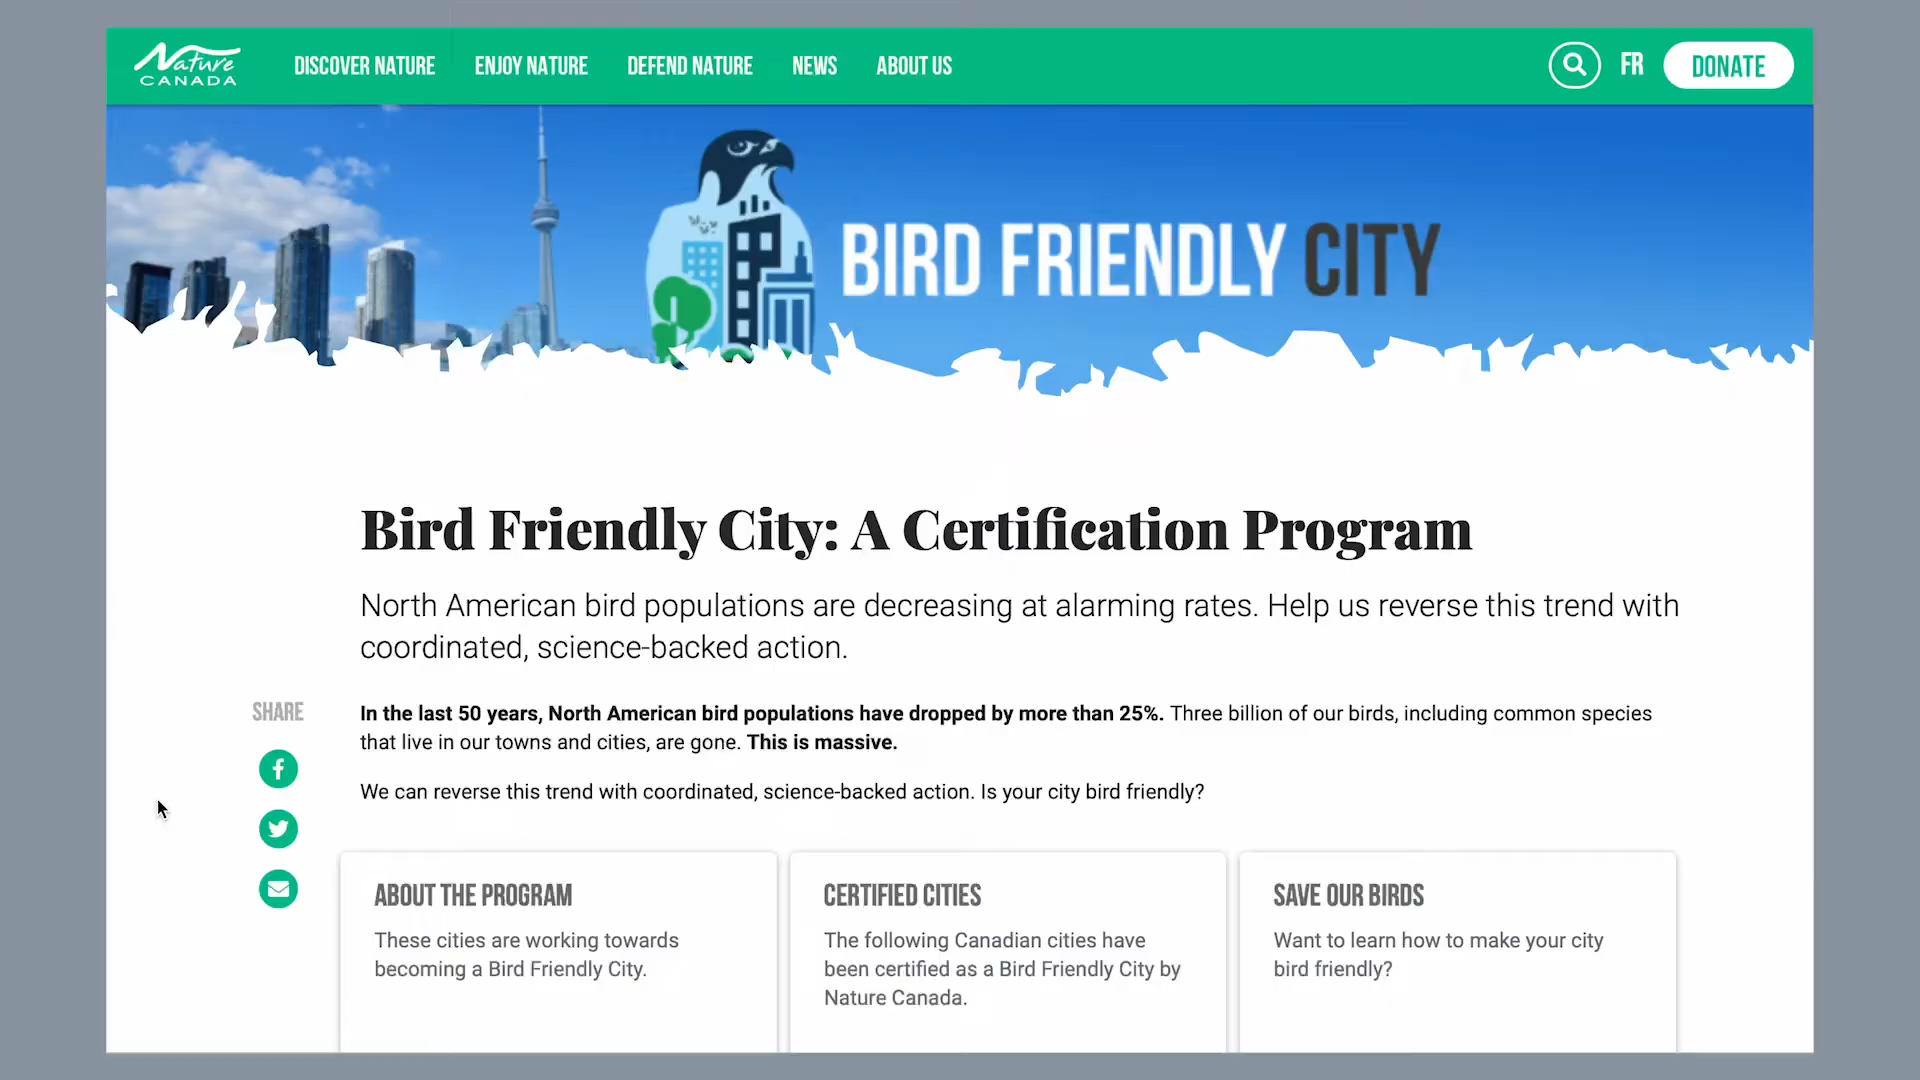 Nature
CANADA
DISCOVER NATURE
ENJOY NATURE
DEFEND NATURE
NEWS
ABOUT US
FR
DONATE
BIRD FRIENDLY CITY
Bird Friendly City: A Certification Program
North American bird populations are decreasing at alarming rates. Help us reverse this trend with
coordinated, science-backed action.
SHARE
In the last 50 years, North American bird populations have dropped by more than 25%. Three billion of our birds, including common species
that live in our towns and cities, are gone. This is massive.
We can reverse this trend with coordinated, science-backed action. Is your city bird friendly?
ABOUT THE PROGRAM
These cities are working towards
becoming a Bird Friendly City.
CERTIFIED CITIES
The following Canadian cities have
been certified as a Bird Friendly City by
Nature Canada.
SAVE OUR BIRDS
Want to learn how to make your city
bird friendly?